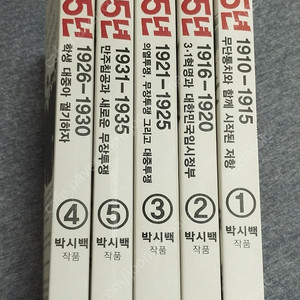 5년
1926-1930
학생 대중아 궐기하자
④
박시백
작품
5년
1931-1935
만주침공과 새로운 무장투쟁
⑤
박시백
작품
5년
1921-1925
의열투쟁, 무장투쟁 그리고 대중투쟁
③
박시백
작품
5년
1916-1920
3·1혁명과 대한민국임시정부
②
박시백
작품
5년
1910-1915
무단통치와 함께 시작된 저항
①
박시백
작품